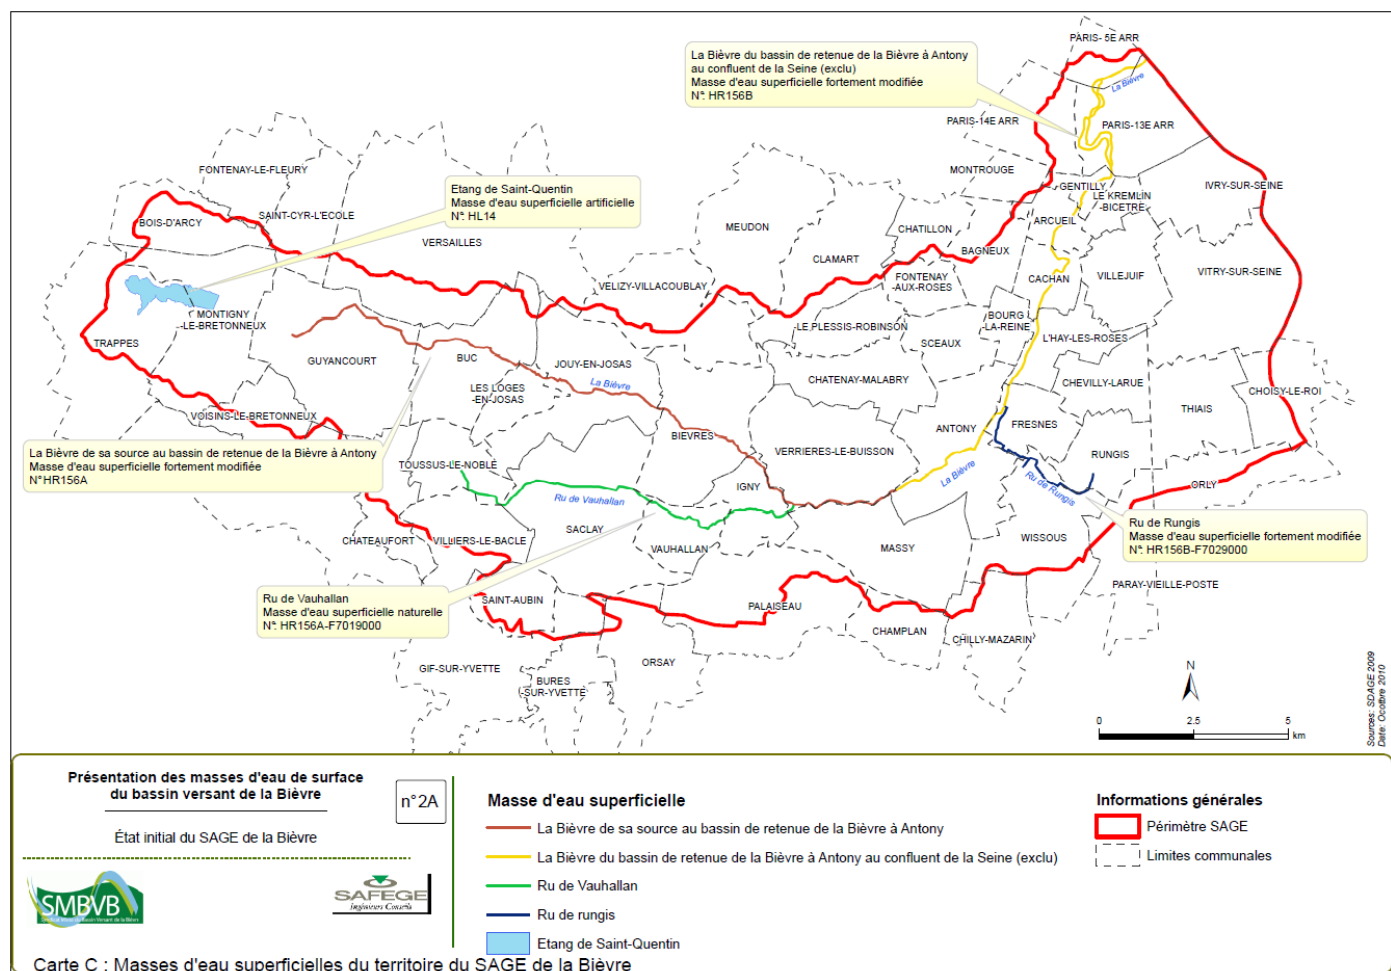 PARIS- 5E ARR
La Bièvre du bassin de retenue de la Bièvre à Antony
au confluent de la Seine (exclu)
Masse d'eau superficielle fortement modifiée
N°: HR156B
La Bièvre
PARIS-14E ARR
PARIS-13E ARR
FONTENAY-LE-FLEURY
MONTROUGE
GENTILLY
IVRY-SUR-SEINE
Etang de Saint-Quentin
Masse d'eau superficielle artificielle
N°: HL14
LE KREMLIN
-BICETRE
BOIS-D'ARCY
SAINT-CYR-L'ECOLE
VERSAILLES
MEUDON
CHATILLON
ARCUEIL
BAGNEUX
CLAMART
VELIZY-VILLACOUBLAY
FONTENAY
AUX-ROSES
CACHAN
VILLEJUIF
VITRY-SUR-SEINE
MONTIGNY
-LE-BRETONNEUX
LE PLESSIS-ROBINSON
BOURG
LA-REINE
TRAPPES
GUYANCOURT
BUC
JOUY-EN-JOSAS
SCEAUX
L'HAY-LES-ROSES
LES LOGES
-EN-JOSAS
La Bièvre
CHATENAY-MALABRY
CHEVILLY-LARUE
CHOISY-LE-ROI
VOISINS-LE-BRETONNEUX
THIAIS
BIEVRES
ANTONY
FRESNES
La Bièvre de sa source au bassin de retenue de la Bièvre à Antony
Masse d'eau superficielle fortement modifiée
N°HR156A
VERRIERES-LE-BUISSON
TOUSSUS-LE-NOBLE
RUNGIS
La Bièvre
IGNY
Ru de Rungis
ORLY
Ru de Vauhallan
SACLAY
Ru de Rungis
Masse d'eau superficielle fortement modifiée
N°: HR156B-F7029000
CHATEAUFORT
VILLIERS-LE-BACLE
VAUHALLAN
MASSY
WISSOUS
PARAY-VIEILLE-POSTE
Ru de Vauhallan
Masse d'eau superficielle naturelle
N°: HR156A-F7019000
SAINT-AUBIN
PALAISEAU
CHAMPLAN
CHILLY-MAZARIN
GIF-SUR-YVETTE
ORSAY
BURES
-SUR-YVETTE
N
0 2.5 5
km
Sources: SDAGE 2009
Date: Ocotbre 2010
Présentation des masses d'eau de surface
du bassin versant de la Bièvre
n°2A
État initial du SAGE de la Bièvre
SMBVB
SAFEGE
Ingénieurs Conseils
Masse d'eau superficielle
La Bièvre de sa source au bassin de retenue de la Bièvre à Antony
La Bièvre du bassin de retenue de la Bièvre à Antony au confluent de la Seine (exclu)
Ru de Vauhallan
Ru de rungis
Etang de Saint-Quentin
Informations générales
Périmètre SAGE
Limites communales
Carte C : Masses d'eau superficielles du territoire du SAGE de la Bièvre